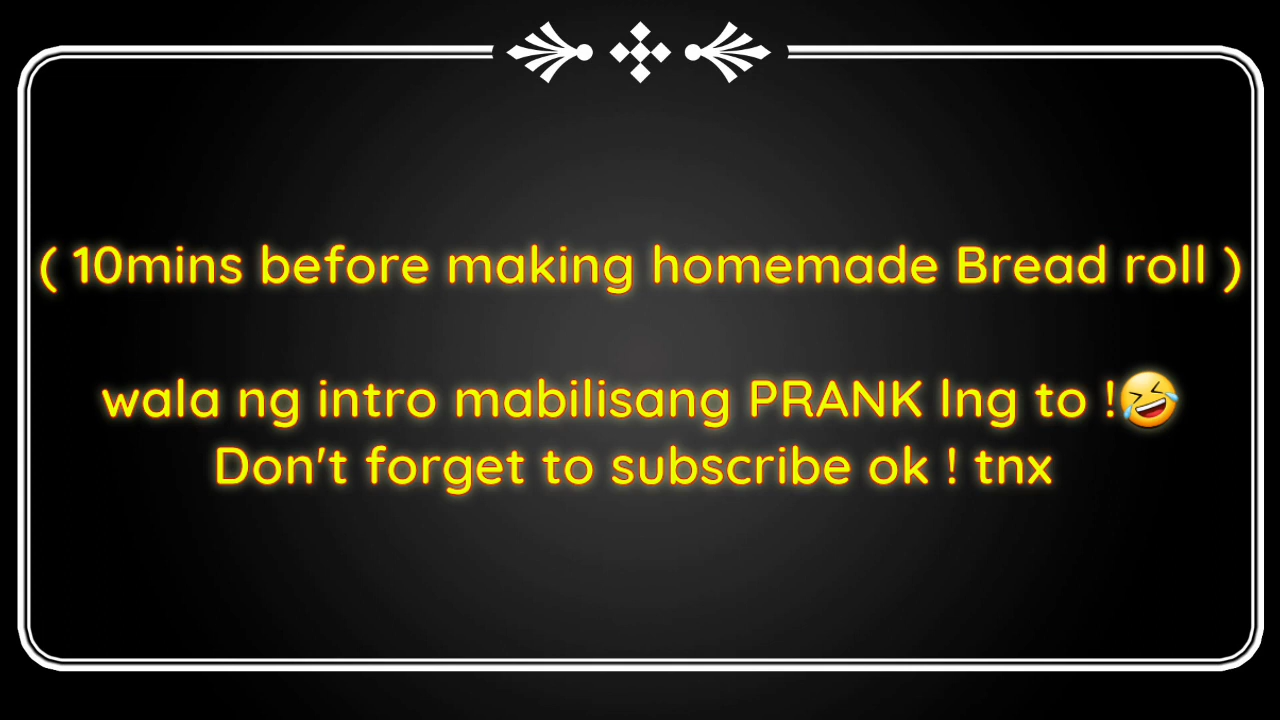 ( 10mins before making homemade Bread roll )
wala ng intro mabilisang PRANK lng to !🤣
Don't forget to subscribe ok ! tnx